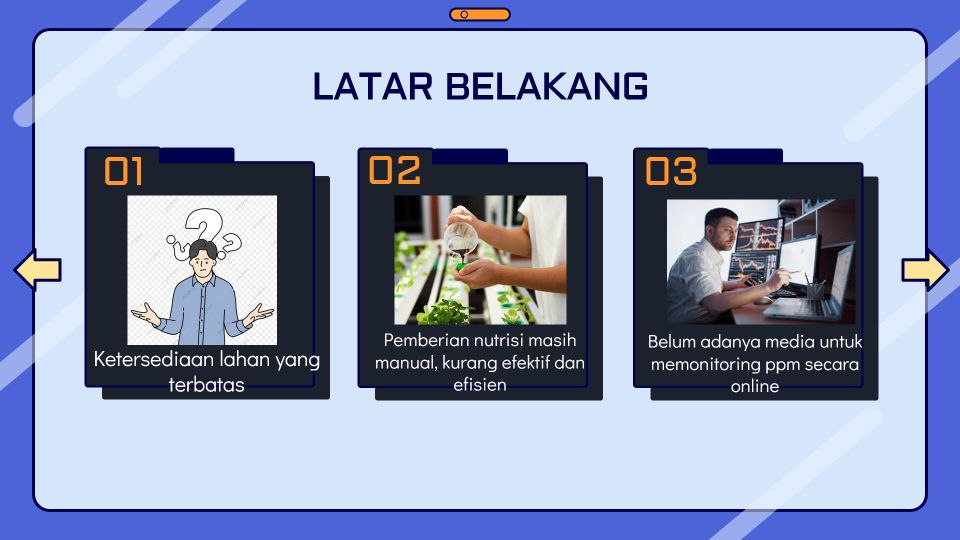 LATAR BELAKANG
01
Ketersediaan lahan yang
terbatas
02
Pemberian nutrisi masih
manual, kurang efektif dan
efisien
03
Belum adanya media untuk
memonitoring ppm secara
online